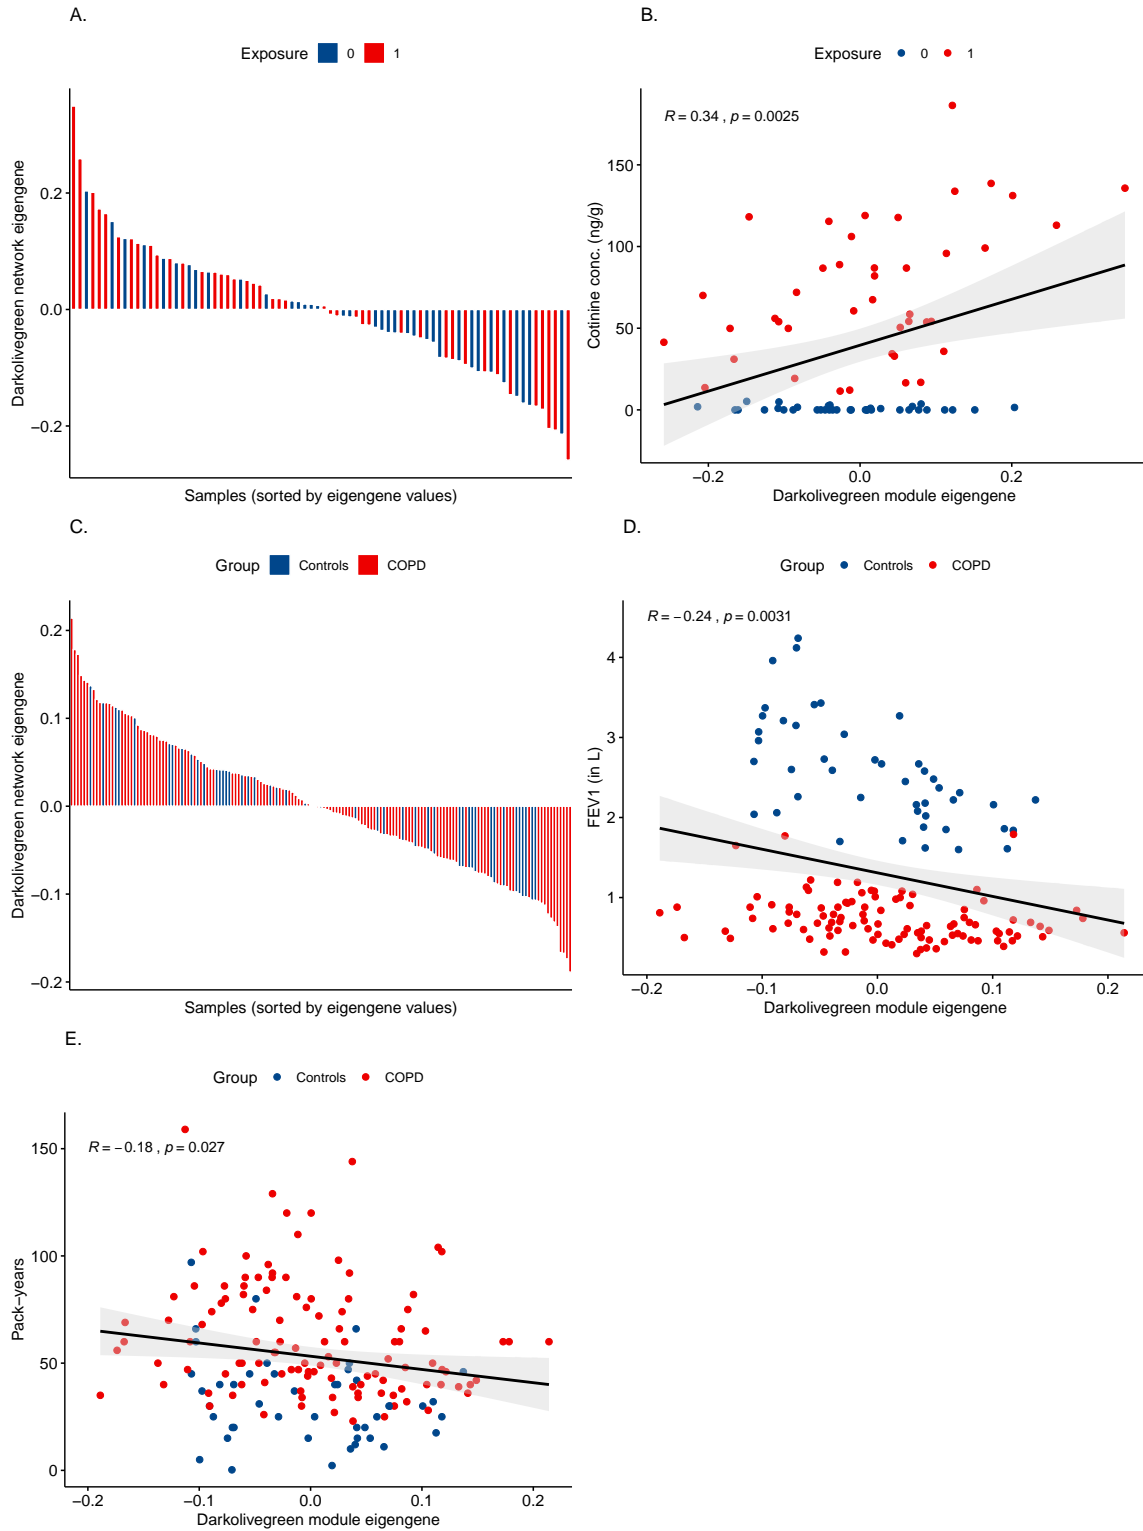 A.
Exposure 0 1
Darkolivegreen network eigengene
0.2
0.0
−0.2
Samples (sorted by eigengene values)
B.
Exposure 0 1
R = 0.34 , p = 0.0025
Cotinine conc. (ng/g)
150
100
50
0
−0.2 0.0 0.2
Darkolivegreen module eigengene
C.
Group Controls COPD
Darkolivegreen network eigengene
0.2
0.1
0.0
−0.1
−0.2
Samples (sorted by eigengene values)
D.
Group Controls COPD
R = −0.24 , p = 0.0031
FEV1 (in L)
4
3
2
1
−0.2 −0.1 0.0 0.1 0.2
Darkolivegreen module eigengene
E.
Group Controls COPD
R = −0.18 , p = 0.027
Pack−years
150
100
50
0
−0.2 −0.1 0.0 0.1 0.2
Darkolivegreen module eigengene